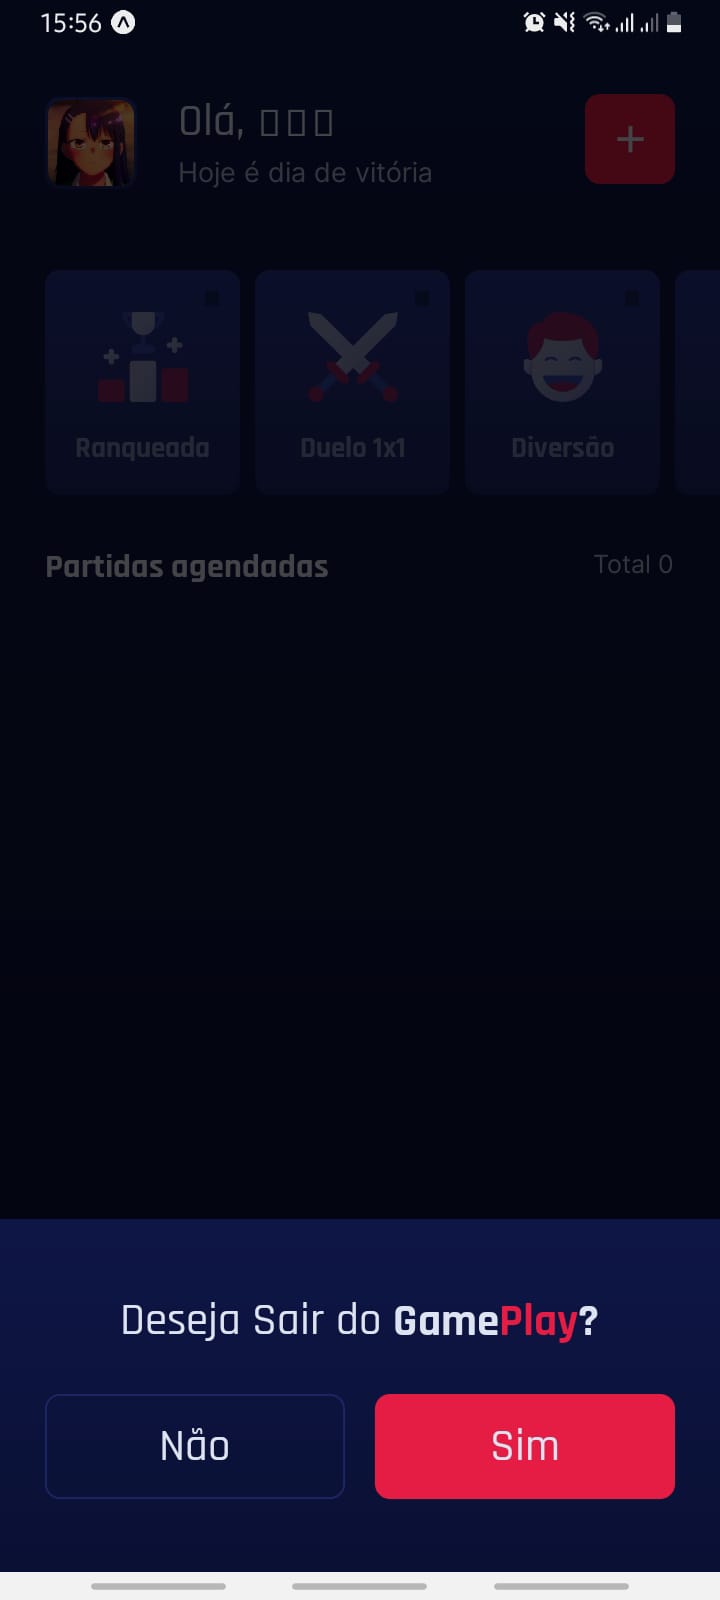 15:56
Olá, ▯▯▯
Hoje é dia de vitória
+
Ranqueada
Duelo 1x1
Diversão
Partidas agendadas
Total 0
Deseja Sair do GamePlay?
Não
Sim